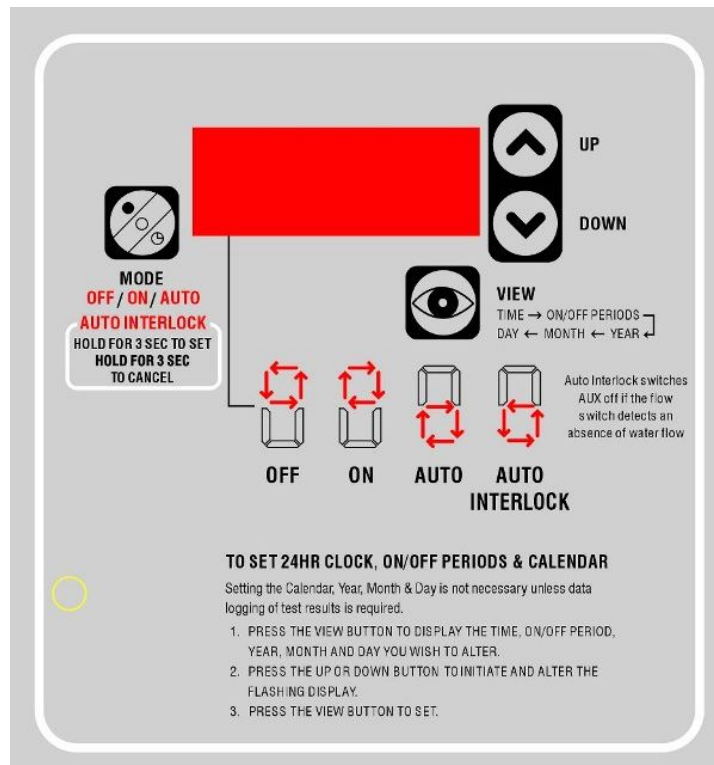 UP
DOWN
MODE
OFF / ON / AUTO
AUTO INTERLOCK
HOLD FOR 3 SEC TO SET
HOLD FOR 3 SEC
TO CANCEL
VIEW
TIME → ON/OFF PERIODS
DAY ← MONTH ← YEAR
Auto Interlock switches
AUX off if the flow
switch detects an
absence of water flow
OFF ON AUTO AUTO
INTERLOCK
TO SET 24HR CLOCK, ON/OFF PERIODS & CALENDAR
Setting the Calendar, Year, Month & Day is not necessary unless data
logging of test results is required.
1. PRESS THE VIEW BUTTON TO DISPLAY THE TIME, ON/OFF PERIOD,
YEAR, MONTH AND DAY YOU WISH TO ALTER.
2. PRESS THE UP OR DOWN BUTTON TO INITIATE AND ALTER THE
FLASHING DISPLAY.
3. PRESS THE VIEW BUTTON TO SET.